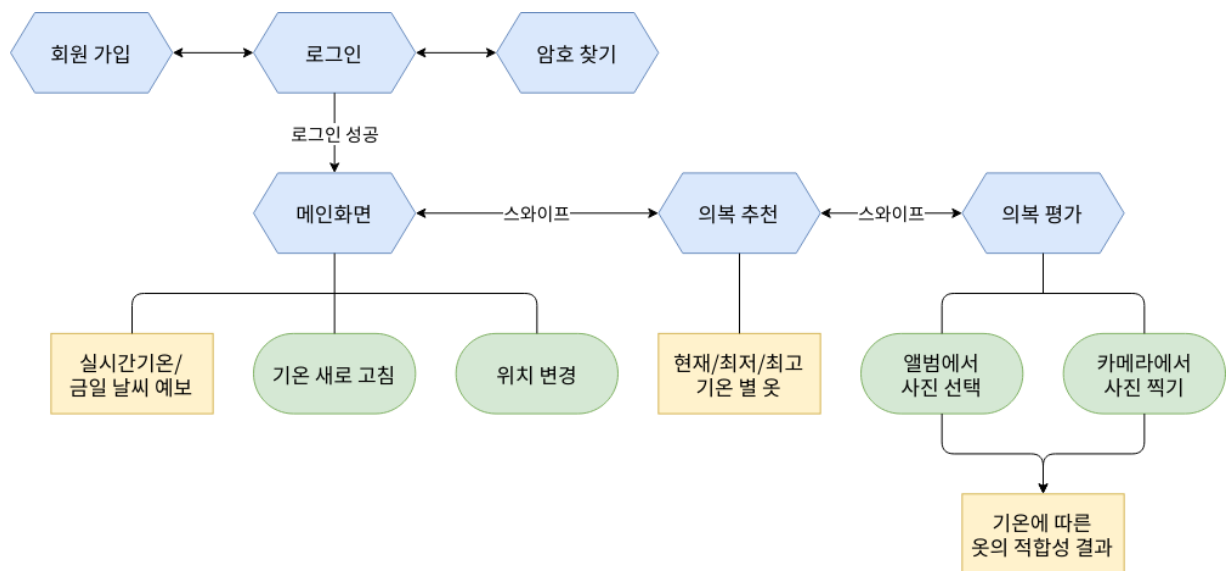 회원 가입
로그인
암호 찾기
로그인 성공
메인화면
스와이프
의복 추천
스와이프
의복 평가
실시간기온/
금일 날씨 예보
기온 새로 고침
위치 변경
현재/최저/최고
기온 별 옷
앨범에서
사진 선택
카메라에서
사진 찍기
기온에 따른
옷의 적합성 결과